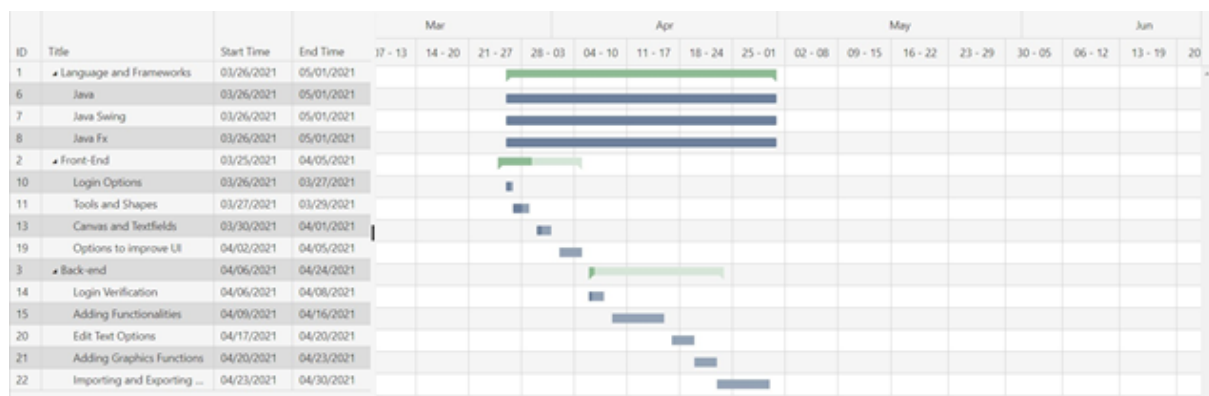 Mar Apr May Jun
ID Title Start Time End Time 07 - 13 14 - 20 21 - 27 28 - 03 04 - 10 11 - 17 18 - 24 25 - 01 02 - 08 09 - 15 16 - 22 23 - 29 30 - 05 06 - 12 13 - 19 20
1 Language and Frameworks 03/26/2021 05/01/2021
6 Java 03/26/2021 05/01/2021
7 Java Swing 03/26/2021 05/01/2021
8 Java Fx 03/26/2021 05/01/2021
2 Front-End 03/25/2021 04/05/2021
10 Login Options 03/26/2021 03/27/2021
11 Tools and Shapes 03/27/2021 03/29/2021
13 Canvas and Textfields 03/30/2021 04/01/2021
19 Options to improve UI 04/02/2021 04/05/2021
3 Back-end 04/06/2021 04/24/2021
14 Login Verification 04/06/2021 04/08/2021
15 Adding Functionalities 04/09/2021 04/16/2021
20 Edit Text Options 04/17/2021 04/20/2021
21 Adding Graphics Functions 04/20/2021 04/23/2021
22 Importing and Exporting ... 04/23/2021 04/30/2021